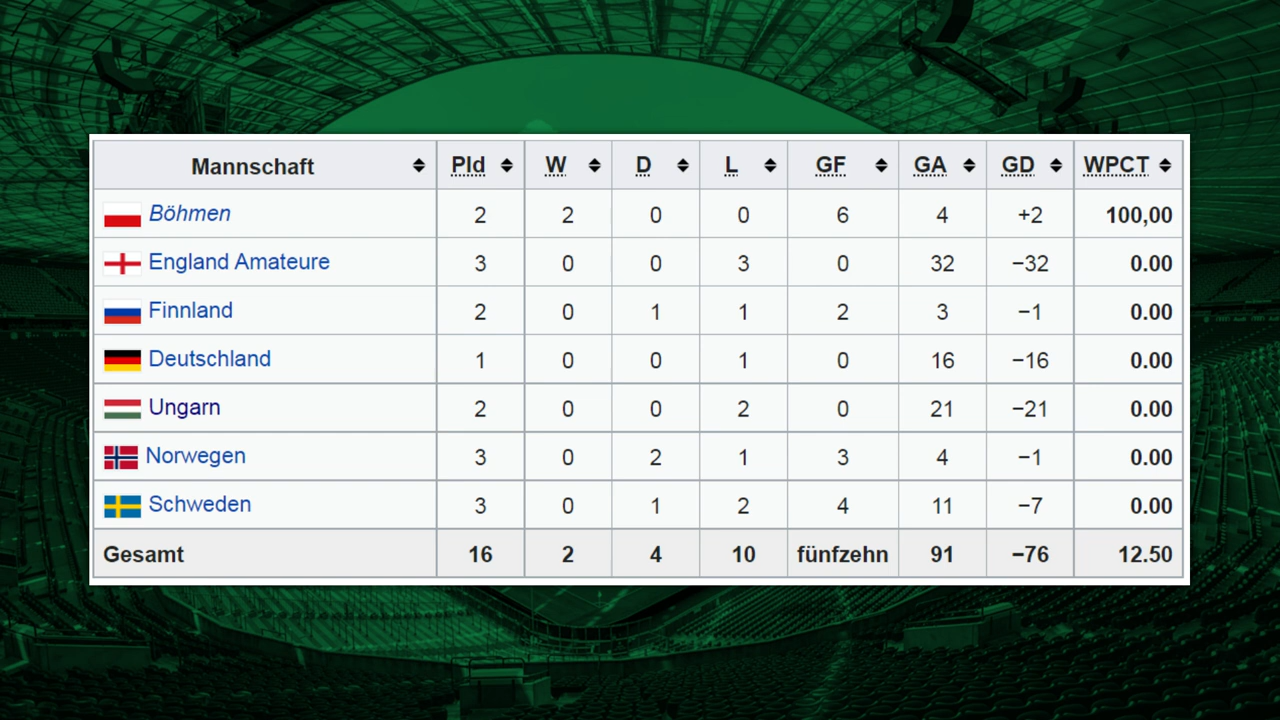 Mannschaft Pld W D L GF GA GD WPCT
Böhmen 2 2 0 0 6 4 +2 100,00
England Amateure 3 0 0 3 0 32 −32 0.00
Finnland 2 0 1 1 2 3 −1 0.00
Deutschland 1 0 0 1 0 16 −16 0.00
Ungarn 2 0 0 2 0 21 −21 0.00
Norwegen 3 0 2 1 3 4 −1 0.00
Schweden 3 0 1 2 4 11 −7 0.00
Gesamt 16 2 4 10 fünfzehn 91 −76 12.50